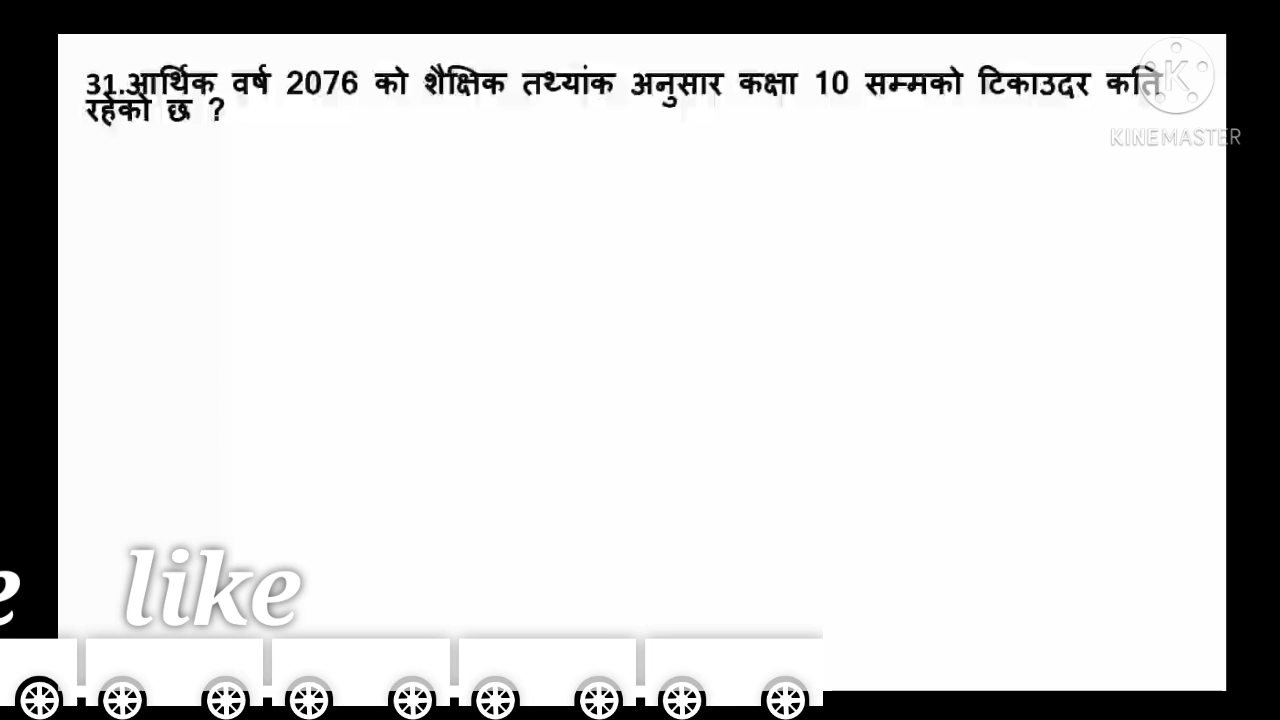 31.आर्थिक वर्ष 2076 को शैक्षिक तथ्यांक अनुसार कक्षा 10 सम्मको टिकाउदर कति
रहेको छ ?
KINEMASTER
e like